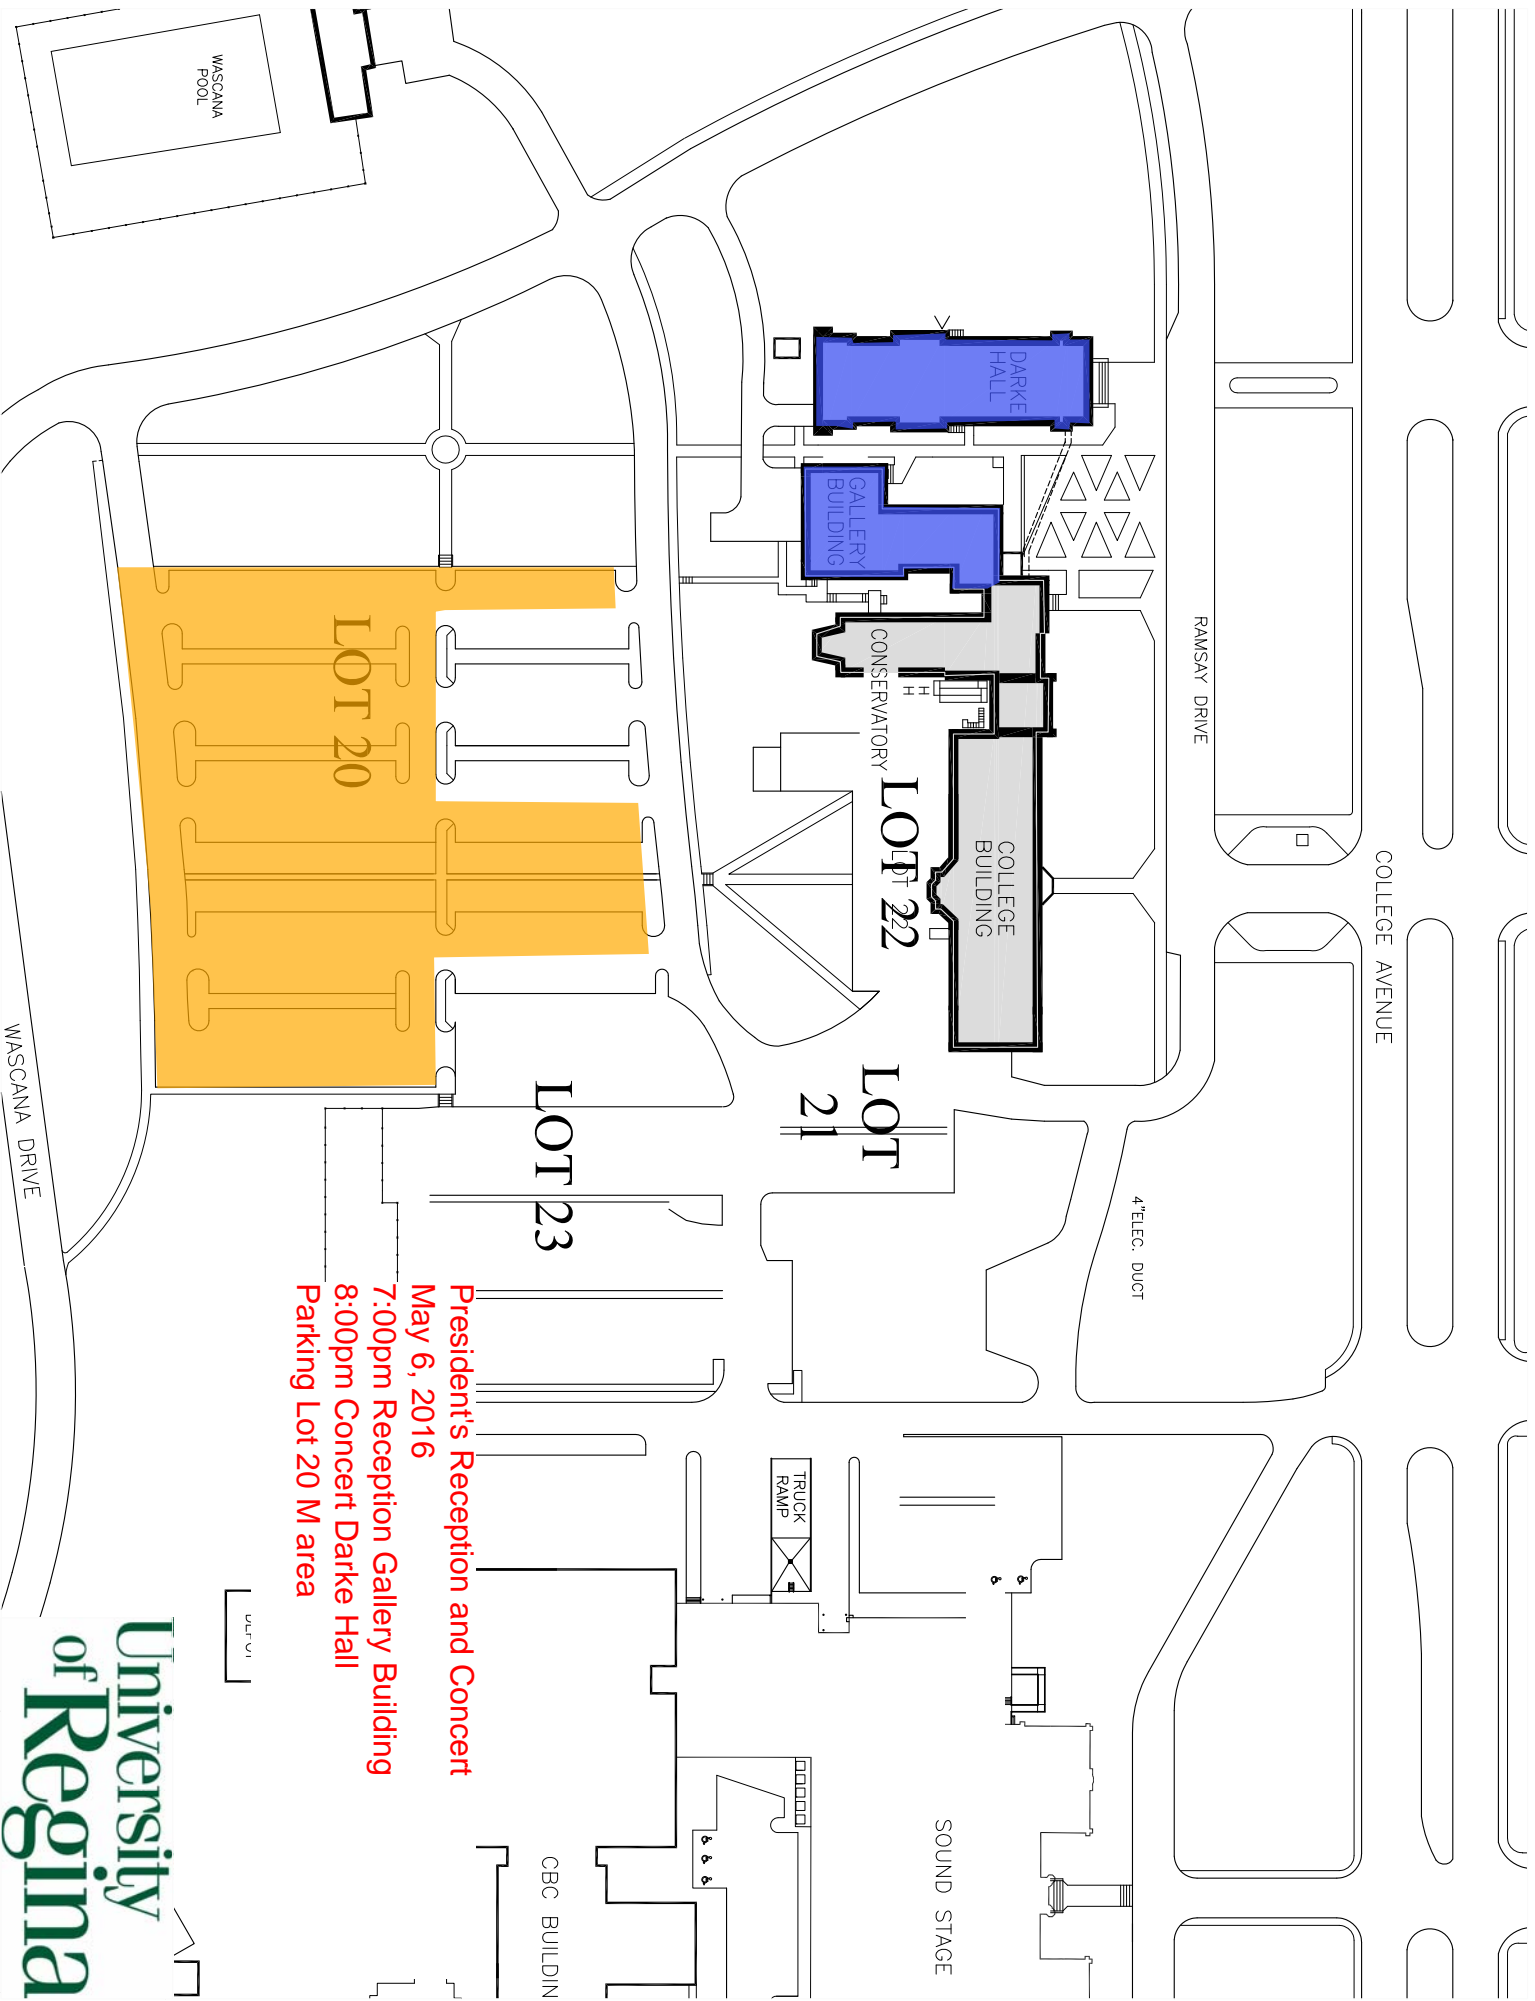 COLLEGE AVENUE
RAMSAY DRIVE
4"ELEC. DUCT
DARKE
HALL
GALLERY
BUILDING
CONSERVATORY
H
H
COLLEGE
BUILDING
LOT 22
LOT 22
LOT
21
SOUND STAGE
TRUCK
RAMP
LOT 23
CBC BUILDIN
LOT 20
WASCANA
POOL
WASCANA DRIVE
President's Reception and Concert
May 6, 2016
7:00pm Reception Gallery Building
8:00pm Concert Darke Hall
Parking Lot 20 M area
University
of Regina